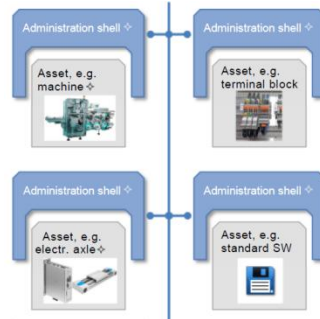 Administration shell ✧
Asset, e.g.
machine ✧
Administration shell ✧
Asset, e.g.
terminal block
Administration shell ✧
Asset, e.g.
electr. axle ✧
Administration shell ✧
Asset, e.g.
standard SW